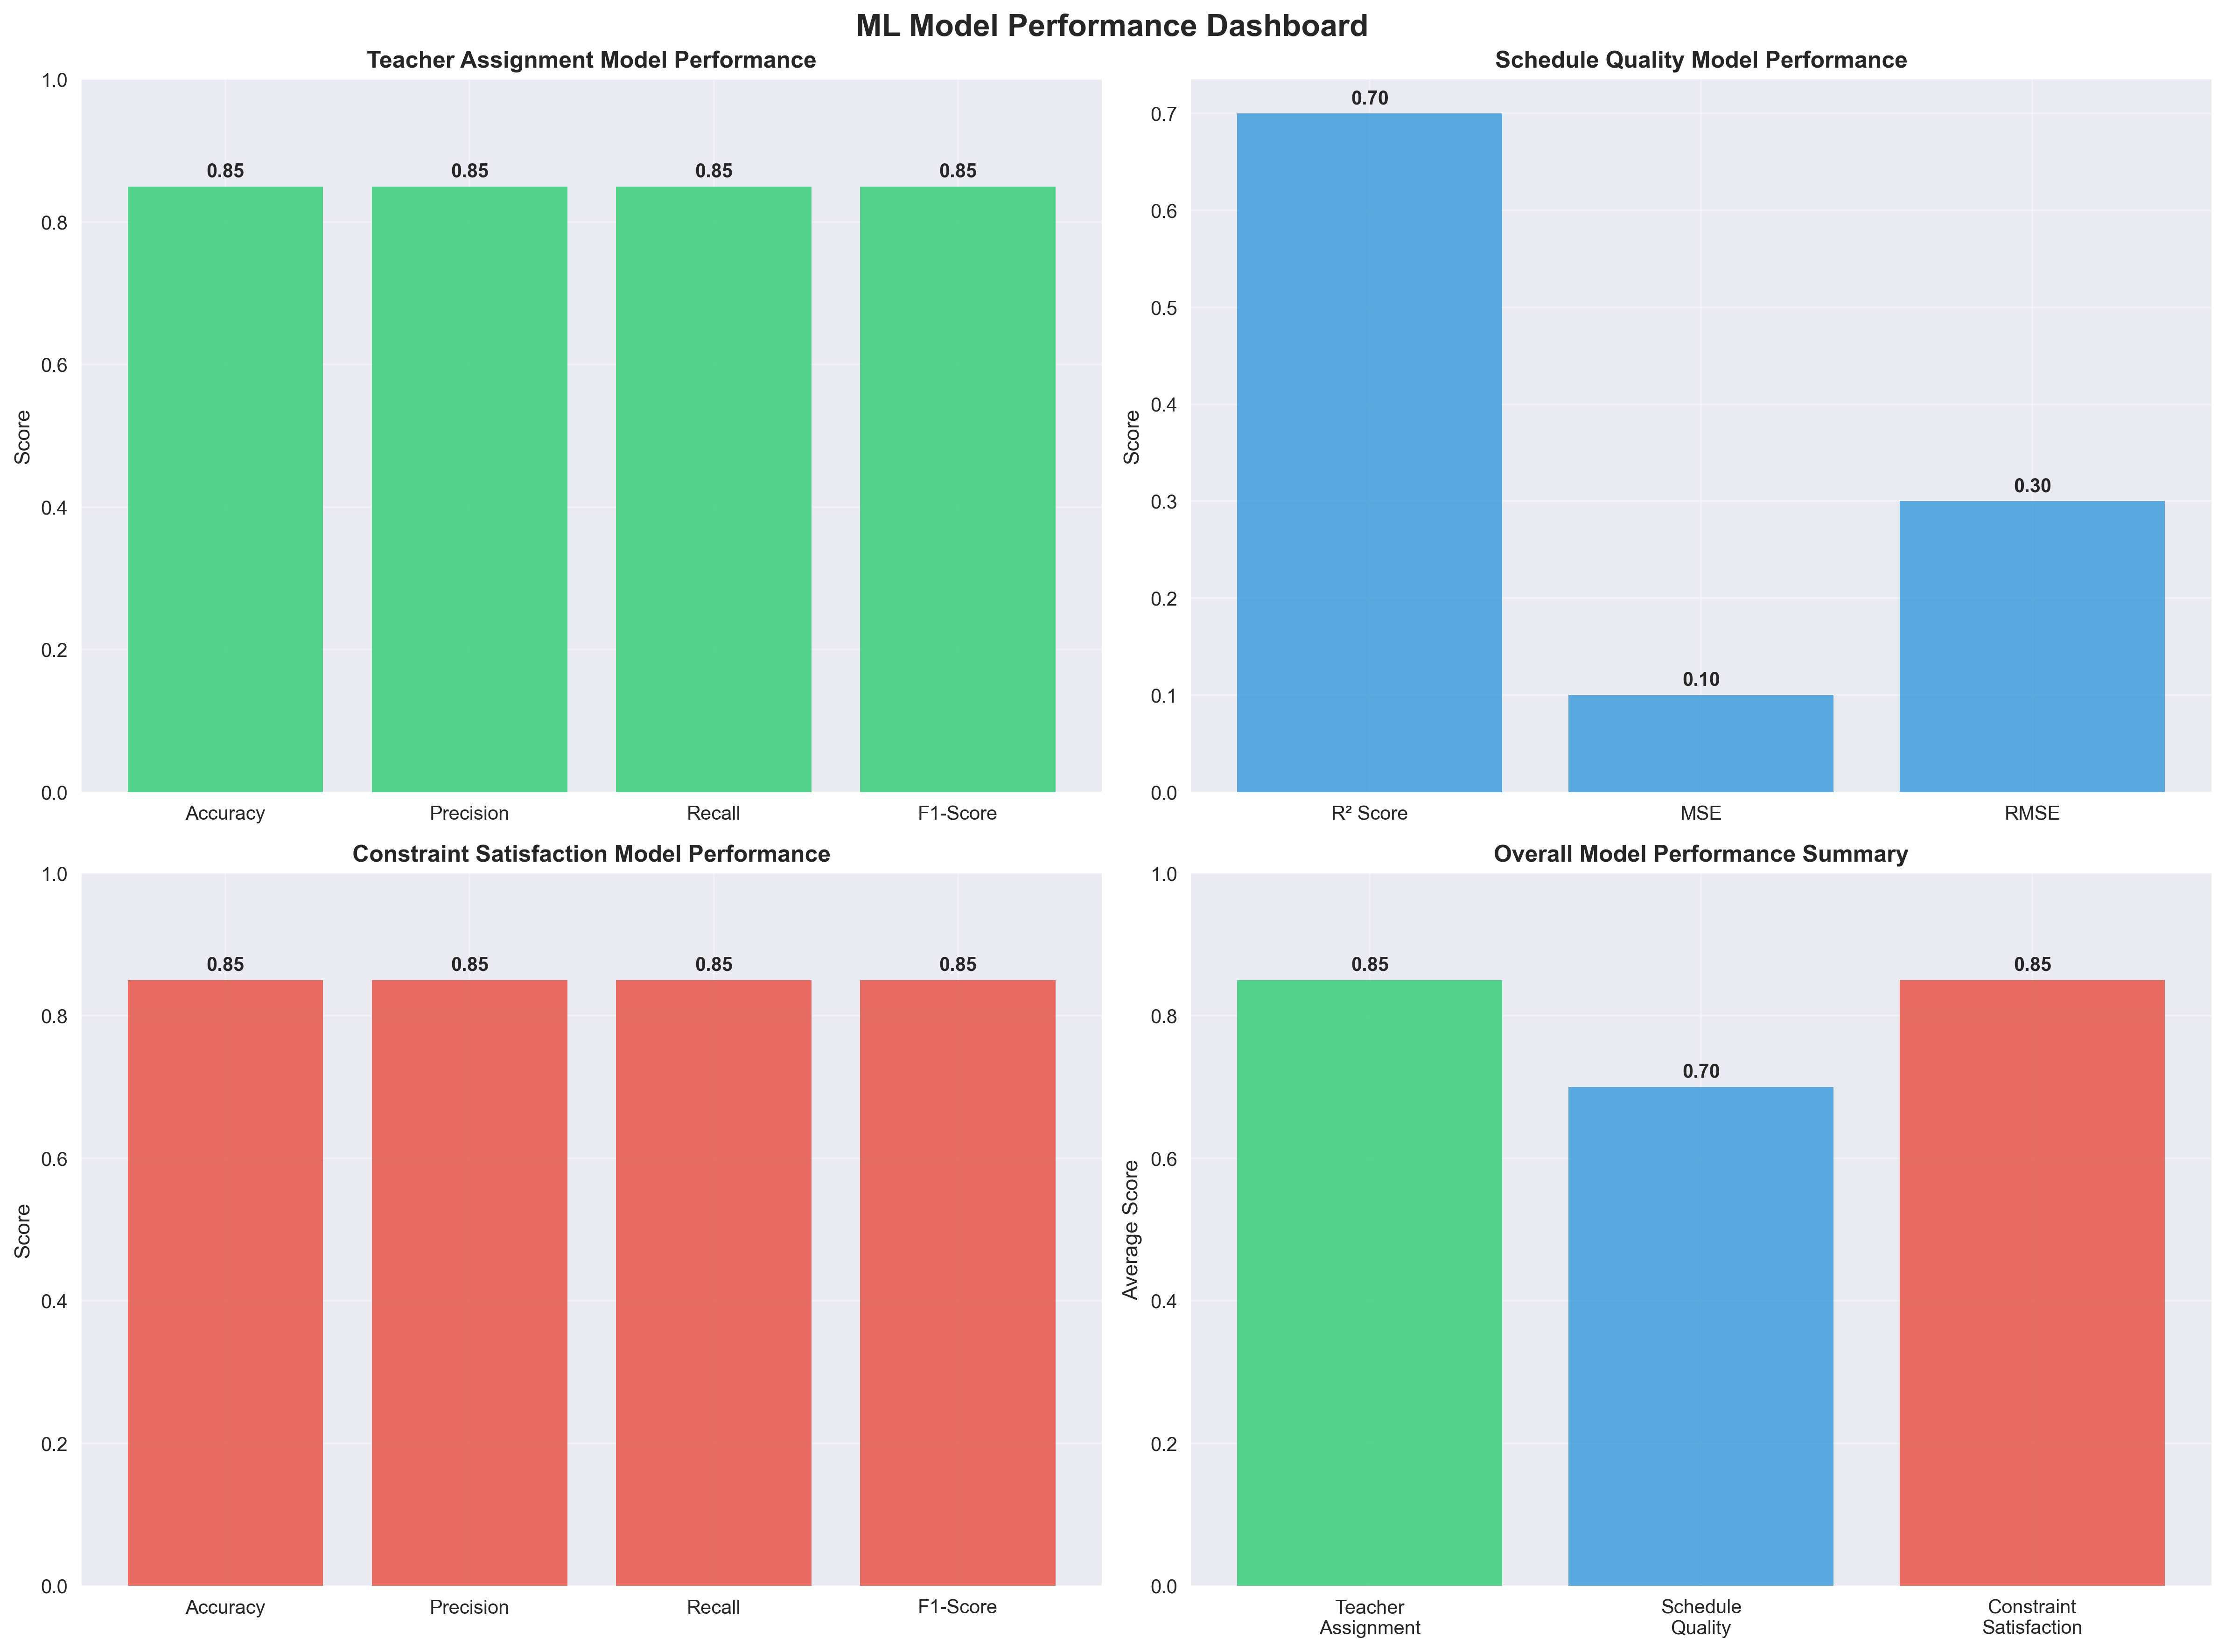 ML Model Performance Dashboard
Teacher Assignment Model Performance
1.0
0.8
0.6
0.4
0.2
0.0
Score
0.85
0.85
0.85
0.85
Accuracy
Precision
Recall
F1-Score
Schedule Quality Model Performance
0.7
0.6
0.5
0.4
0.3
0.2
0.1
0.0
Score
0.70
0.10
0.30
R² Score
MSE
RMSE
Constraint Satisfaction Model Performance
1.0
0.8
0.6
0.4
0.2
0.0
Score
0.85
0.85
0.85
0.85
Accuracy
Precision
Recall
F1-Score
Overall Model Performance Summary
1.0
0.8
0.6
0.4
0.2
0.0
Average Score
0.85
0.70
0.85
Teacher
Assignment
Schedule
Quality
Constraint
Satisfaction